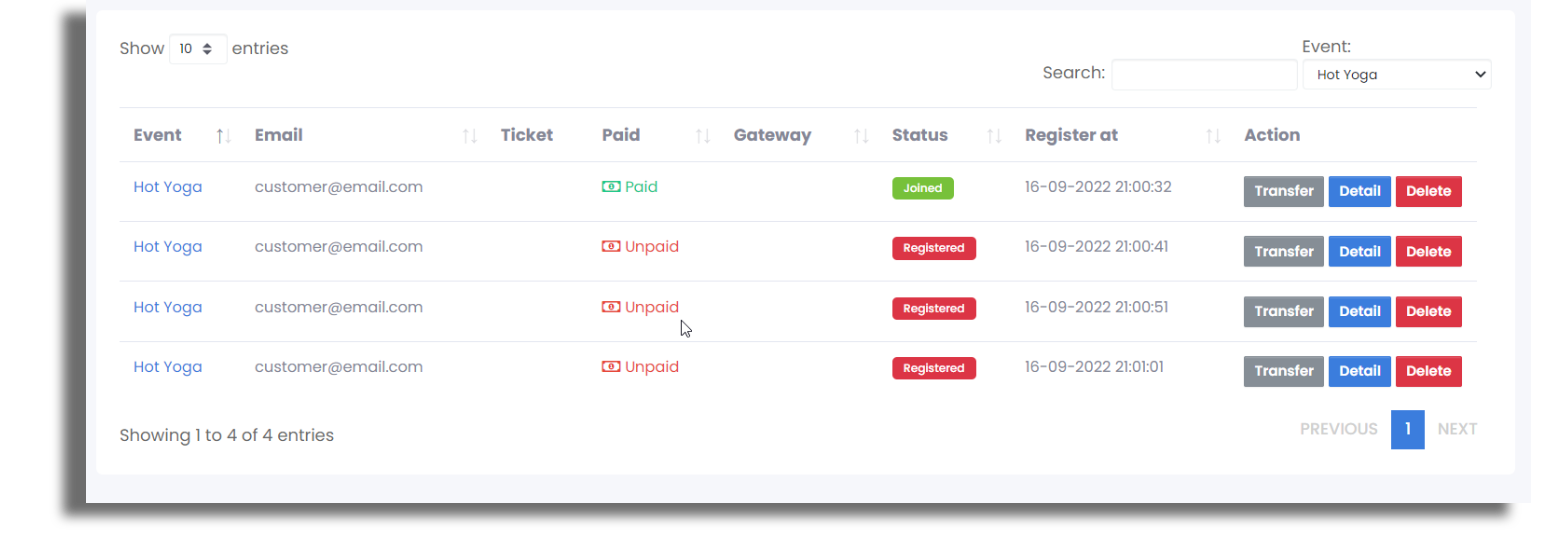 Show 10 entries
Event:
Search: Hot Yoga
Event Email Ticket Paid Gateway Status Register at Action
Hot Yoga customer@email.com Paid Joined 16-09-2022 21:00:32 Transfer Detail Delete
Hot Yoga customer@email.com Unpaid Registered 16-09-2022 21:00:41 Transfer Detail Delete
Hot Yoga customer@email.com Unpaid Registered 16-09-2022 21:00:51 Transfer Detail Delete
Hot Yoga customer@email.com Unpaid Registered 16-09-2022 21:01:01 Transfer Detail Delete
Showing 1 to 4 of 4 entries PREVIOUS 1 NEXT